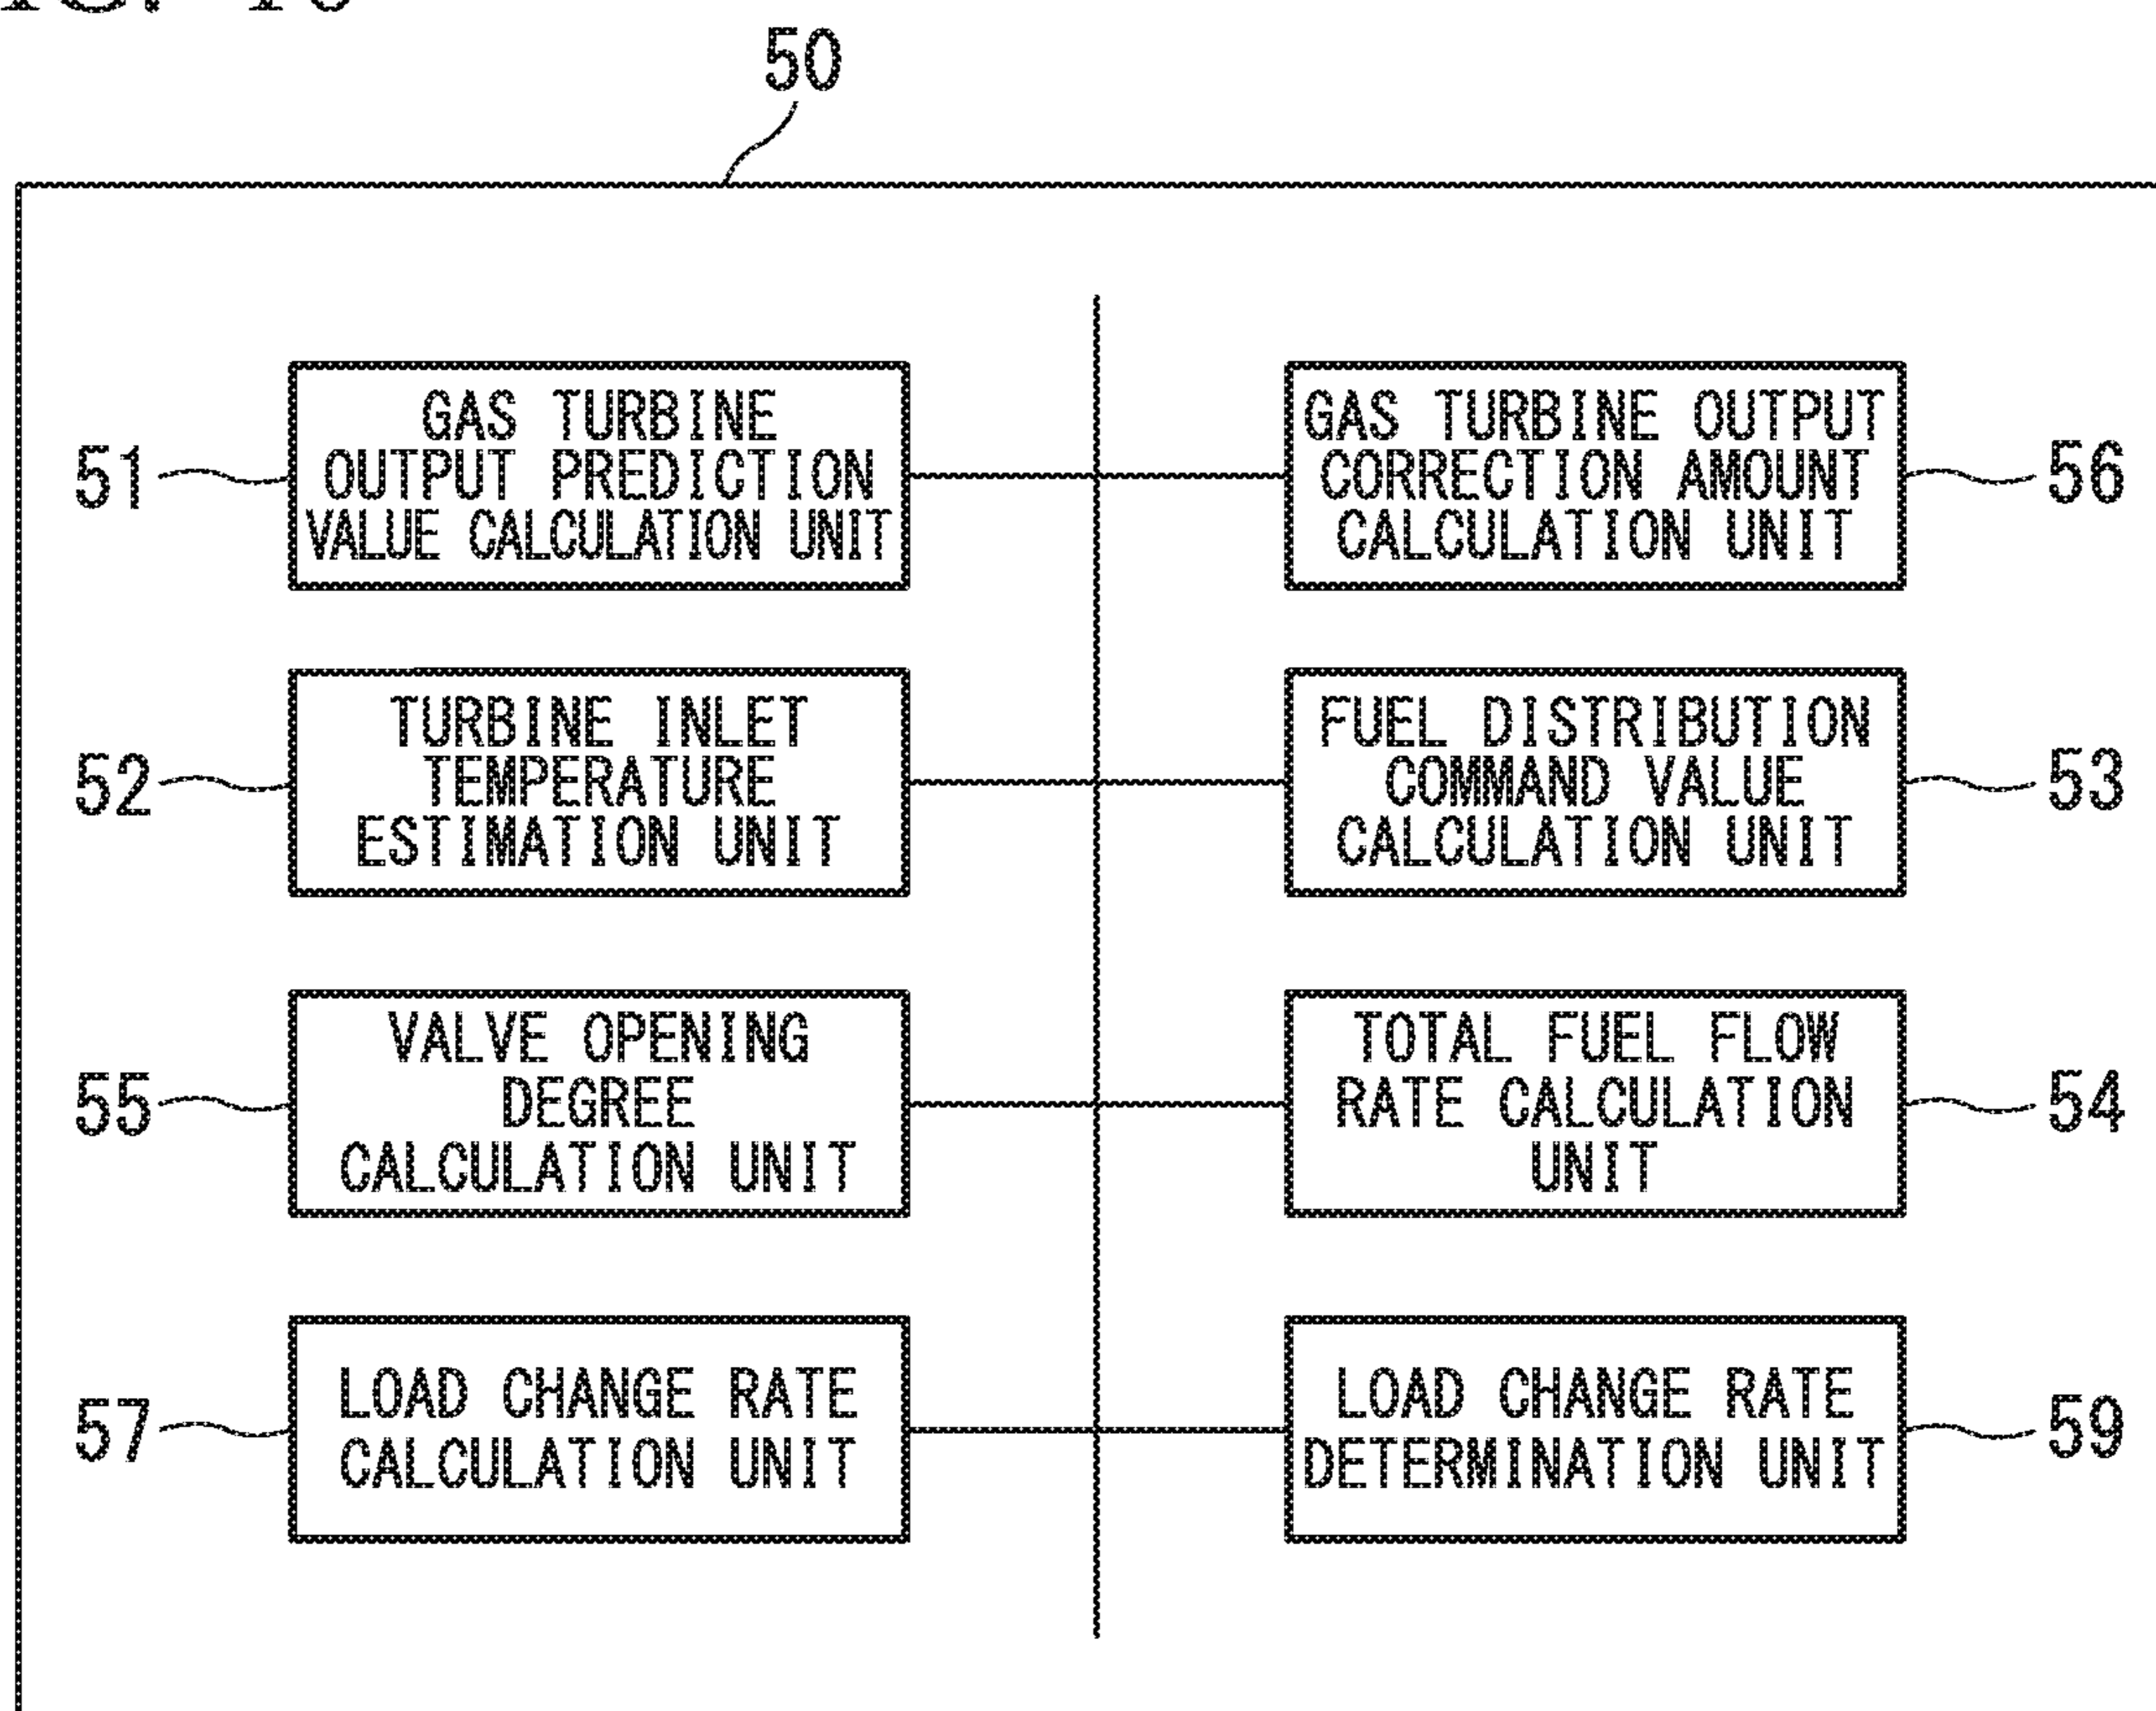 50
51
GAS TURBINE
OUTPUT PREDICTION
VALUE CALCULATION UNIT
GAS TURBINE OUTPUT
CORRECTION AMOUNT
CALCULATION UNIT
56
52
TURBINE INLET
TEMPERATURE
ESTIMATION UNIT
FUEL DISTRIBUTION
COMMAND VALUE
CALCULATION UNIT
53
55
VALVE OPENING
DEGREE
CALCULATION UNIT
TOTAL FUEL FLOW
RATE CALCULATION
UNIT
54
57
LOAD CHANGE RATE
CALCULATION UNIT
LOAD CHANGE RATE
DETERMINATION UNIT
59